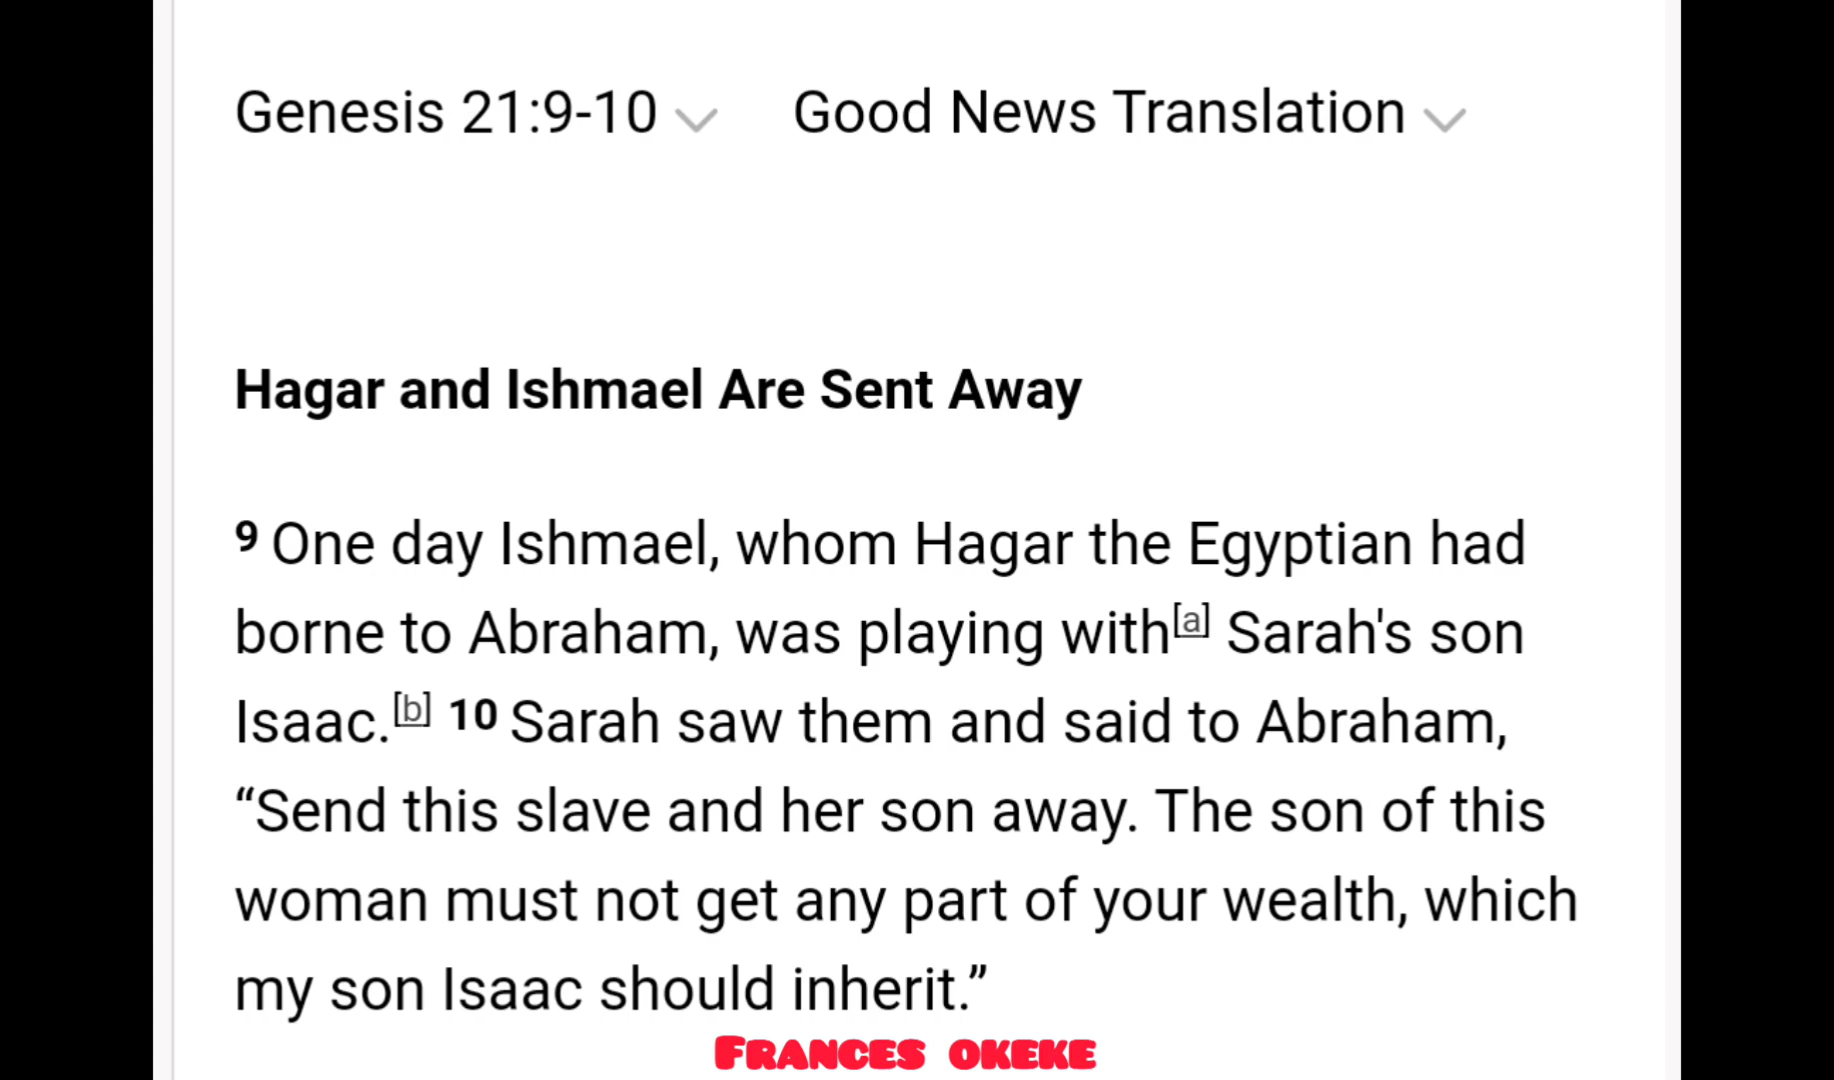 Genesis 21:9-10 Good News Translation
Hagar and Ishmael Are Sent Away
9 One day Ishmael, whom Hagar the Egyptian had
borne to Abraham, was playing with[a] Sarah's son
Isaac.[b] 10 Sarah saw them and said to Abraham,
“Send this slave and her son away. The son of this
woman must not get any part of your wealth, which
my son Isaac should inherit.”
FRANCES OKEKE